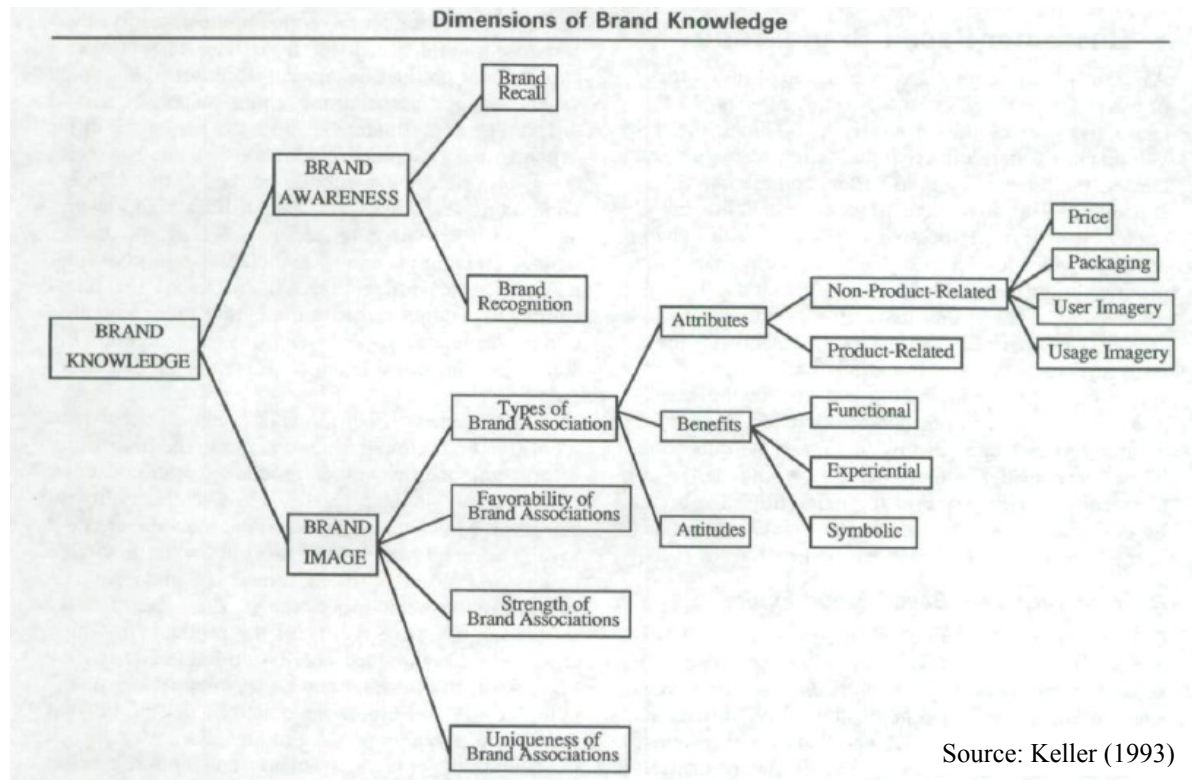 Dimensions of Brand Knowledge
Brand
Recall
BRAND
AWARENESS
Brand
Recognition
BRAND
KNOWLEDGE
BRAND
IMAGE
Types of
Brand Association
Favorability of
Brand Associations
Strength of
Brand Associations
Uniqueness of
Brand Associations
Attributes
Benefits
Attitudes
Non-Product-Related
Product-Related
Functional
Experiential
Symbolic
Price
Packaging
User Imagery
Usage Imagery
Source: Keller (1993)